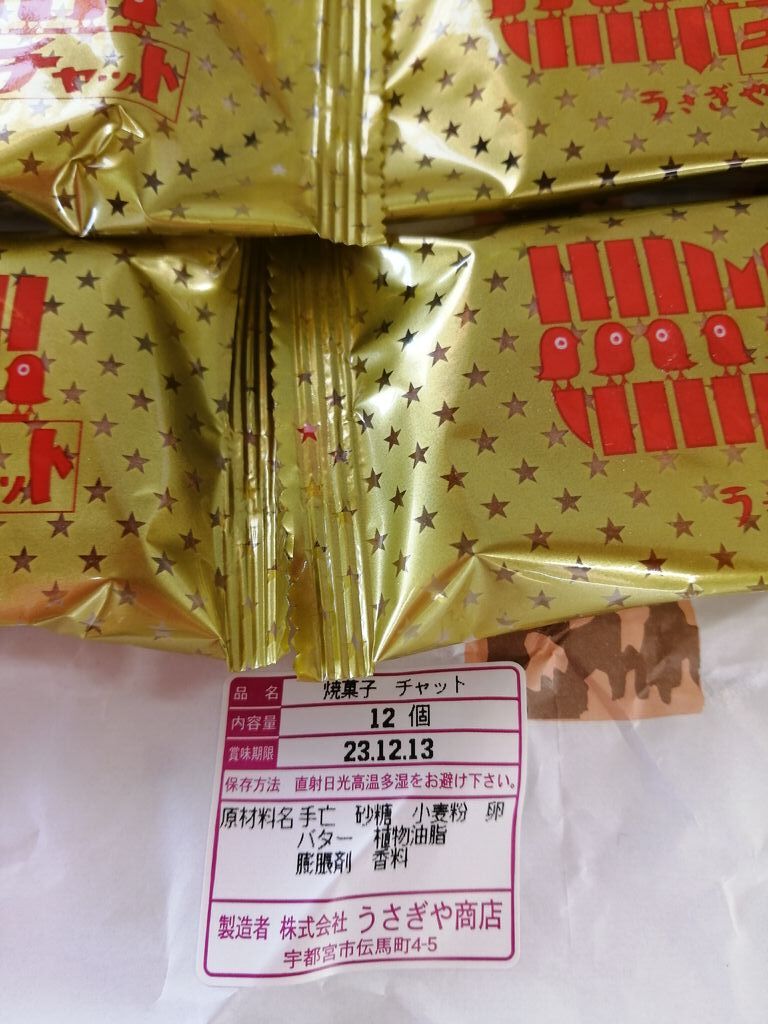 チャット
うさぎや
ット
うさ
品名 焼菓子 チャット
内容量 12 個
賞味期限 23.12.13
保存方法 直射日光高温多湿をお避け下さい。
原材料名 手亡 砂糖 小麦粉 卵
バター 植物油脂
膨脹剤 香料
製造者 株式会社 うさぎや商店
宇都宮市伝馬町4-5